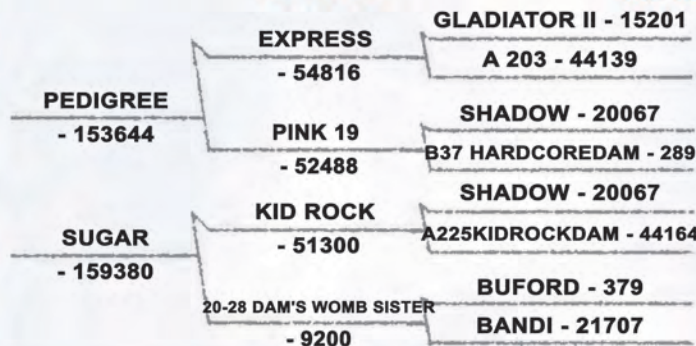 GLADIATOR II - 15201
EXPRESS
- 54816
A 203 - 44139
PEDIGREE
- 153644
SHADOW - 20067
PINK 19
- 52488
B37 HARDCOREDAM - 289
SHADOW - 20067
KID ROCK
- 51300
A225KIDROCKDAM - 44164
SUGAR
- 159380
BUFORD - 379
20-28 DAM'S WOMB SISTER
- 9200
BANDI - 21707